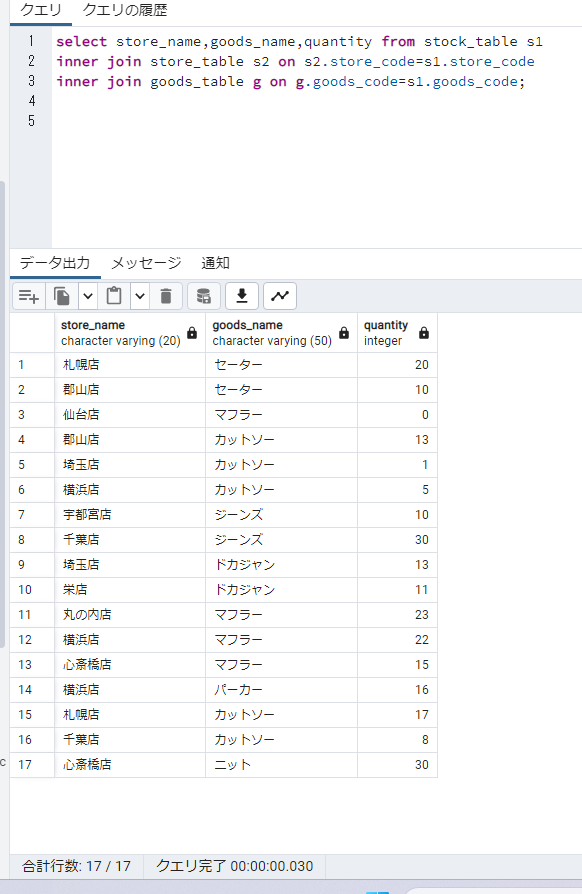 クエリ クエリの履歴
1 select store_name,goods_name,quantity from stock_table s1
2 inner join store_table s2 on s2.store_code=s1.store_code
3 inner join goods_table g on g.goods_code=s1.goods_code;
4
5
データ出力 メッセージ 通知
store_name goods_name quantity
character varying (20) character varying (50) integer
1 札幌店 セーター 20
2 郡山店 セーター 10
3 仙台店 マフラー 0
4 郡山店 カットソー 13
5 埼玉店 カットソー 1
6 横浜店 カットソー 5
7 宇都宮店 ジーンズ 10
8 千葉店 ジーンズ 30
9 埼玉店 ドカジャン 13
10 栄店 ドカジャン 11
11 丸の内店 マフラー 23
12 横浜店 マフラー 22
13 心斎橋店 マフラー 15
14 横浜店 パーカー 16
15 札幌店 カットソー 17
16 千葉店 カットソー 8
c 17 心斎橋店 ニット 30
合計行数: 17 / 17 クエリ完了 00:00:00.030